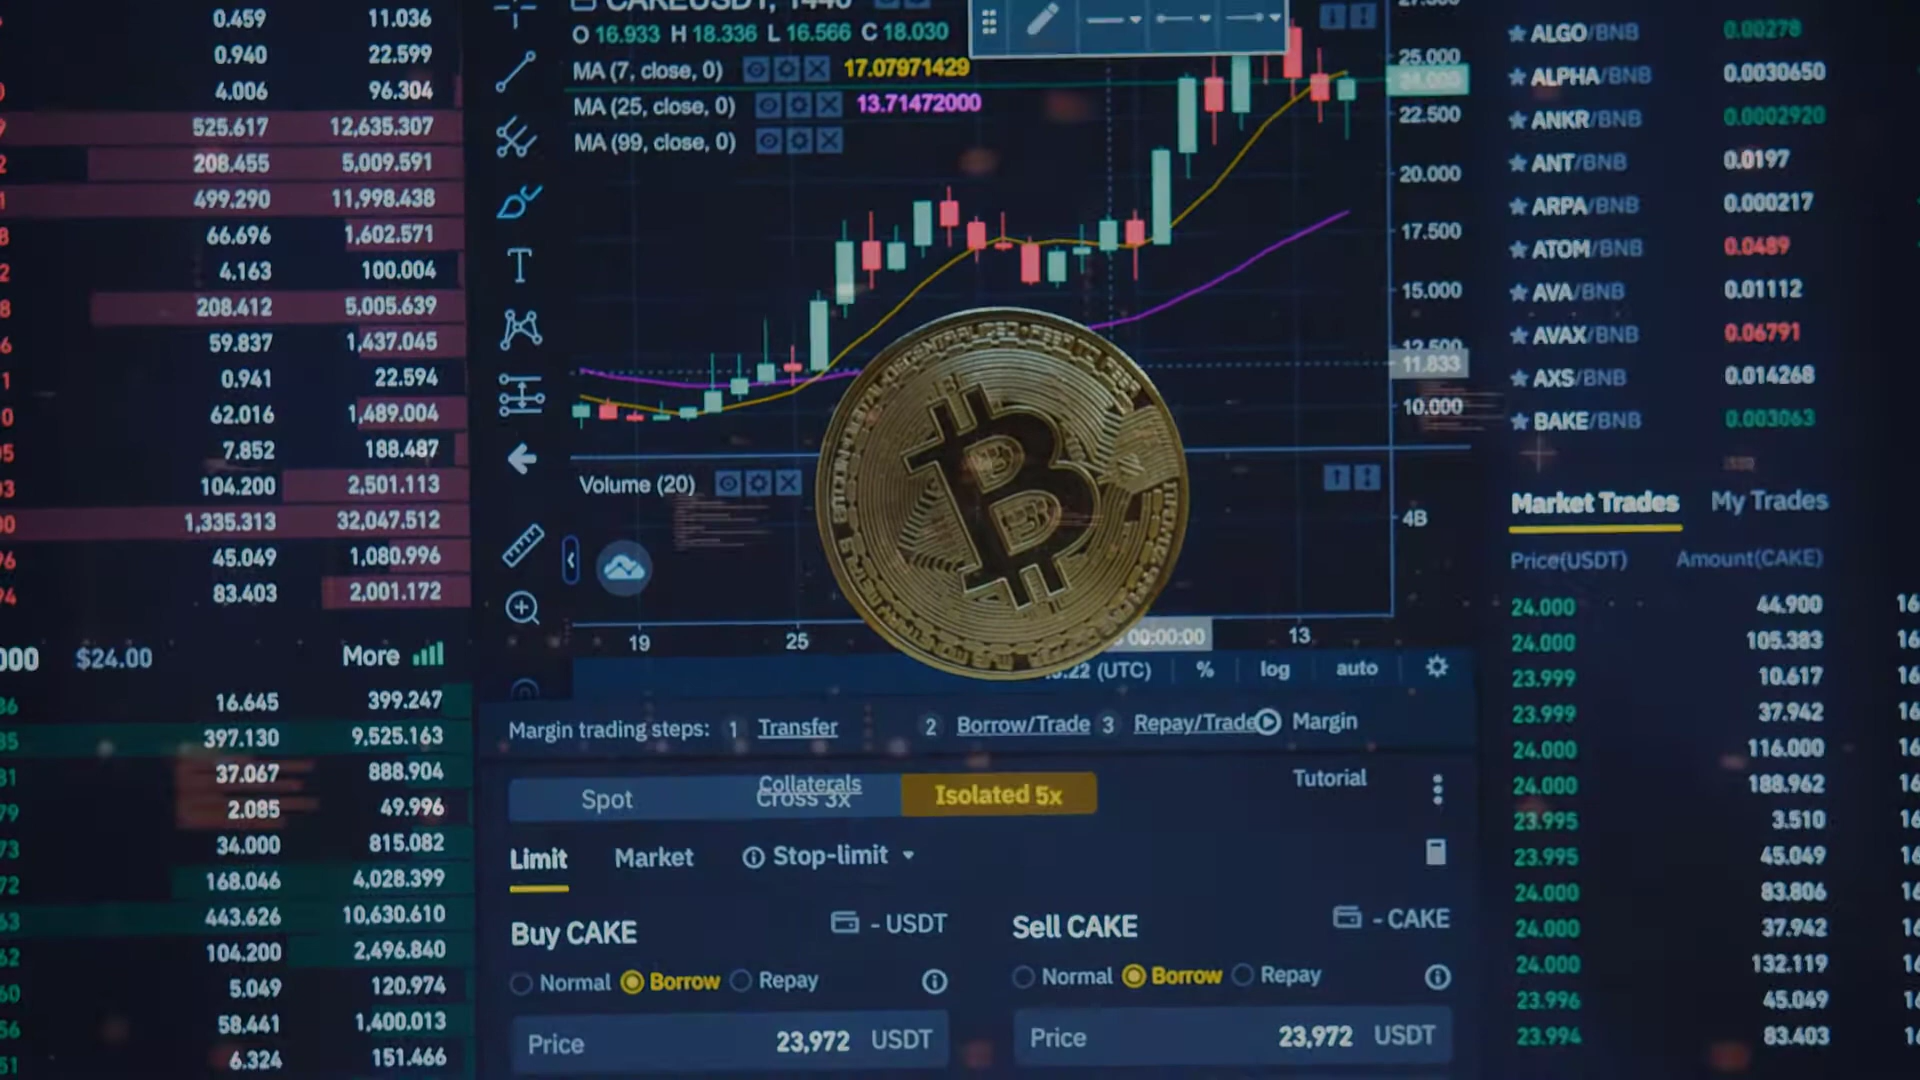 0.459 11.036
0.940 22.599
4.006 96.304
525.617 12,635.307
208.455 5,009.591
499.290 11,998.438
66.696 1,602.571
4.163 100.004
208.412 5,005.639
59.837 1,437.045
0.941 22.594
62.016 1,489.004
7.852 188.487
104.200 2,501.113
1,335.313 32,047.512
45.049 1,080.996
83.403 2,001.172
000 $24.00 More
16.645 399.247
397.130 9,525.163
37.067 888.904
2.085 49.996
34.000 815.082
168.046 4,028.399
443.626 10,630.610
104.200 2,496.840
5.049 120.974
58.441 1,400.013
6.324 151.466
CAKEUSDT, 1440
O 16.933 H 18.336 L 16.566 C 18.030
MA (7, close, 0) 17.07971429
MA (25, close, 0) 13.71472000
MA (99, close, 0)
25.000
24.000
22.500
20.000
17.500
15.000
12.500
11.833
10.000
Volume (20)
4B
19 25 00:00:00 13
(UTC) % log auto
Margin trading steps: 1 Transfer 2 Borrow/Trade 3 Repay/Trade Margin
Collaterals Tutorial
Spot Cross 3x Isolated 5x
Limit Market Stop-limit
Buy CAKE - USDT
Normal Borrow Repay
Price 23,972 USDT
Sell CAKE - CAKE
Normal Borrow Repay
Price 23,972 USDT
ALGO/BNB 0.00278
ALPHA/BNB 0.0030650
ANKR/BNB 0.0002920
ANT/BNB 0.0197
ARPA/BNB 0.000217
ATOM/BNB 0.0489
AVA/BNB 0.01112
AVAX/BNB 0.06791
AXS/BNB 0.014268
BAKE/BNB 0.003063
Market Trades My Trades
Price(USDT) Amount(CAKE)
24.000 44.900
24.000 105.383
23.999 10.617
23.999 37.942
24.000 116.000
24.000 188.962
23.995 3.510
23.995 45.049
24.000 83.806
24.000 37.942
24.000 132.119
23.996 45.049
23.994 83.403